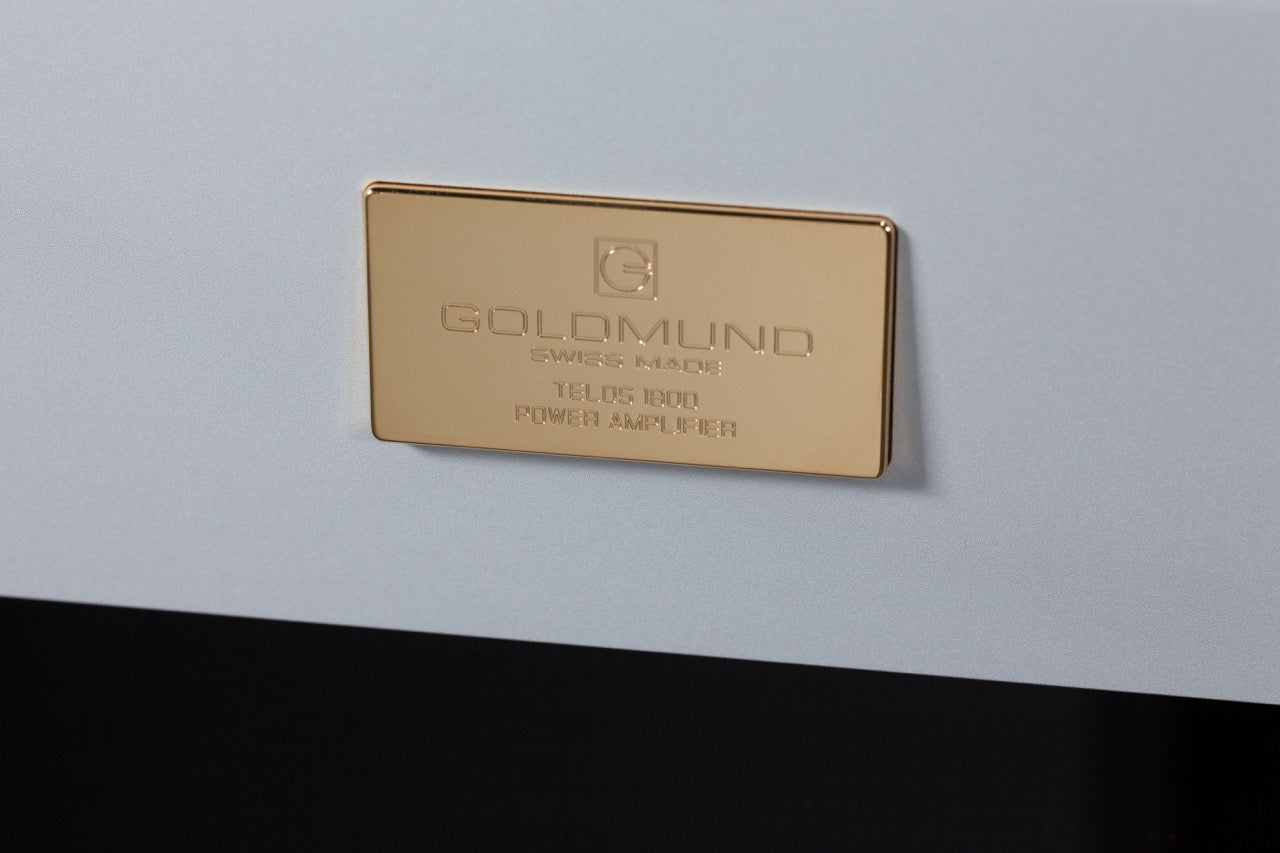 G
GOLDMUND
SWISS MADE
TELOS 1800
POWER AMPLIFIER